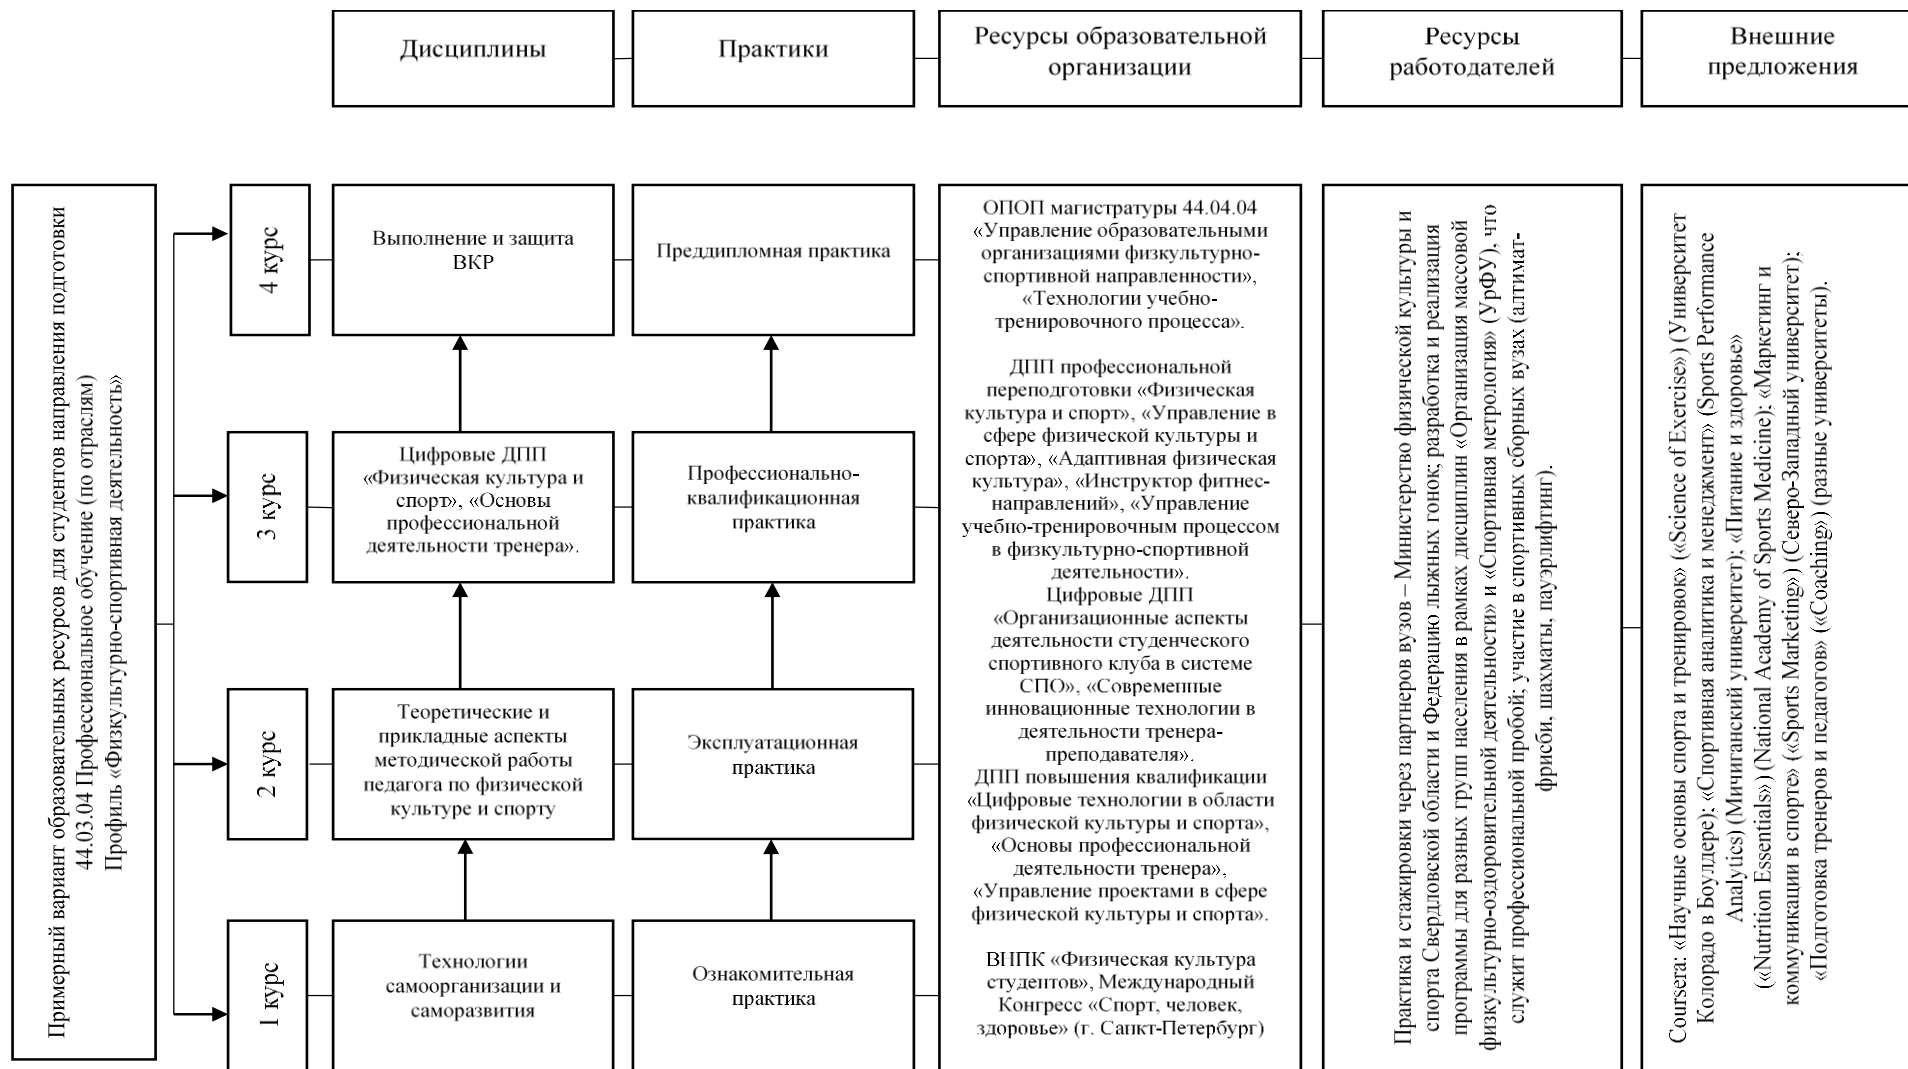 Дисциплины
Практики
Ресурсы образовательной
организации
Ресурсы
работодателей
Внешние
предложения
Примерный вариант образовательных ресурсов для студентов направления подготовки
44.03.04 Профессиональное обучение (по отраслям)
Профиль «Физкультурно-спортивная деятельность»
4 курс
Выполнение и защита
ВКР
Преддипломная практика
3 курс
Цифровые ДПП
«Физическая культура и
спорт», «Основы
профессиональной
деятельности тренера».
Профессионально-
квалификационная
практика
2 курс
Теоретические и
прикладные аспекты
методической работы
педагога по физической
культуре и спорту
Эксплуатационная
практика
1 курс
Технологии
самоорганизации и
саморазвития
Ознакомительная
практика
ОПОП магистратуры 44.04.04
«Управление образовательными
организациями физкультурно-
спортивной направленности»,
«Технологии учебно-
тренировочного процесса».
ДПП профессиональной
переподготовки «Физическая
культура и спорт», «Управление в
сфере физической культуры и
спорта», «Адаптивная физическая
культура», «Инструктор фитнес-
направлений», «Управление
учебно-тренировочным процессом
в физкультурно-спортивной
деятельности».
Цифровые ДПП
«Организационные аспекты
деятельности студенческого
спортивного клуба в системе
СПО», «Современные
инновационные технологии в
деятельности тренера-
преподавателя».
ДПП повышения квалификации
«Цифровые технологии в области
физической культуры и спорта»,
«Основы профессиональной
деятельности тренера»,
«Управление проектами в сфере
физической культуры и спорта».
ВНПК «Физическая культура
студентов», Международный
Конгресс «Спорт, человек,
здоровье» (г. Сапкт-Петербург)
Практика и стажировки через партнеров вузов – Министерство физической культуры и
спорта Свердловской области и Федерацию лыжных гонок; разработка и реализация
программы для разных групп населения в рамках дисциплин «Организация массовой
физкультурно-оздоровительной деятельности» и «Спортивная метрология» (УрФУ), что
служит профессиональной пробой; участие в спортивных сборных вузах (алтимат-
фрисби, шахматы, пауэрлифтинг).
Coursera: «Научные основы спорта и тренировок» («Science of Exercise») (Университет
Колорадо в Боулдере); «Спортивная аналитика и менеджмент» (Sports Performance
Analytics) (Мичиганский университет); «Питание и здоровье»
(«Nutrition Essentials») (National Academy of Sports Medicine); «Маркетинг и
коммуникации в спорте» («Sports Marketing») (Северо-Западный университет);
«Подготовка тренеров и педагогов» («Coaching») (разные университеты).